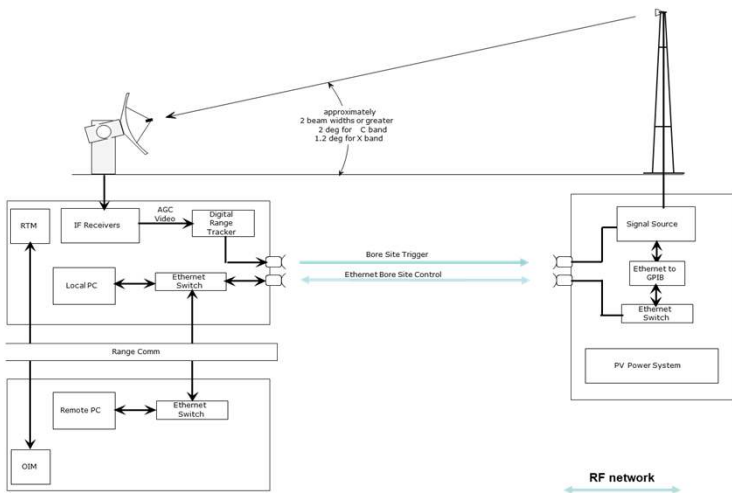 approximately
2 beam widths or greater
2 deg for C band
1.2 deg for X band
RTM
IF Receivers
AGC
Video
Digital
Range
Tracker
Local PC
Ethernet
Switch
Bore Site Trigger
Ethernet Bore Site Control
Signal Source
Ethernet to
GPIB
Ethernet
Switch
PV Power System
Range Comm
Remote PC
Ethernet
Switch
OIM
RF network